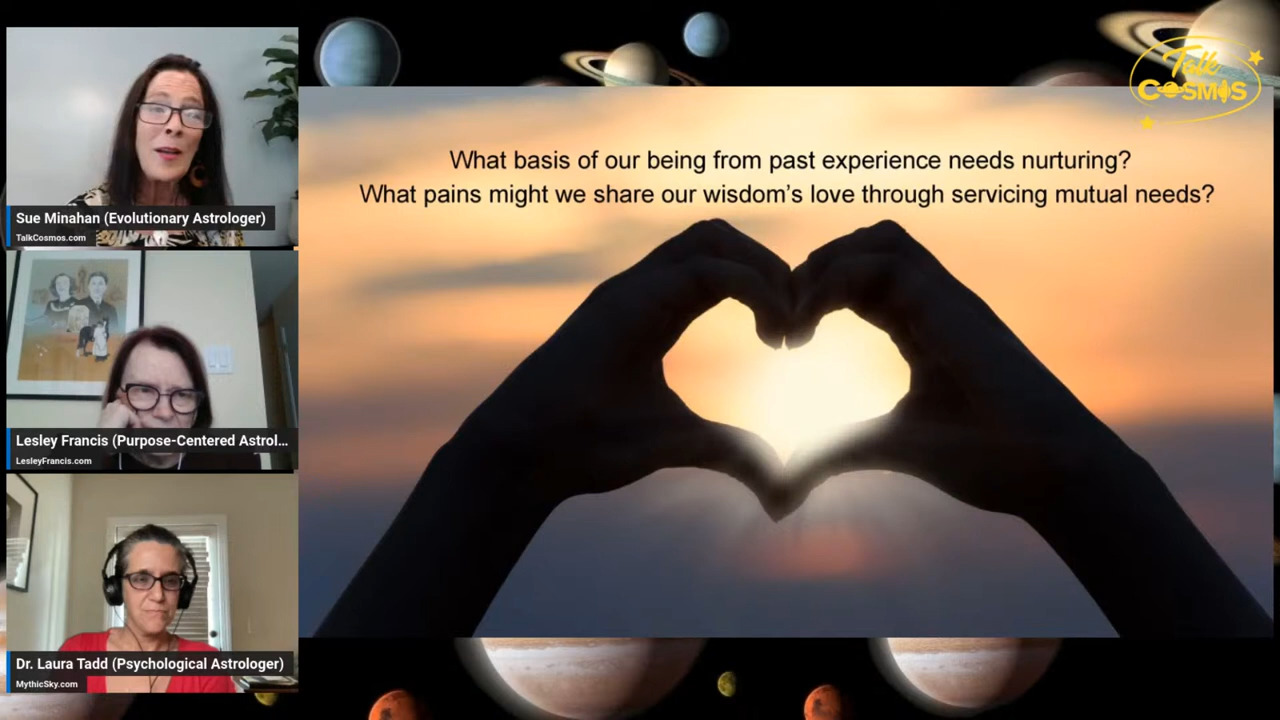 Talk
COSMOS
What basis of our being from past experience needs nurturing?
What pains might we share our wisdom’s love through servicing mutual needs?
Sue Minahan (Evolutionary Astrologer)
TalkCosmos.com
Lesley Francis (Purpose-Centered Astrol...
LesleyFrancis.com
Dr. Laura Tadd (Psychological Astrologer)
MythicSky.com